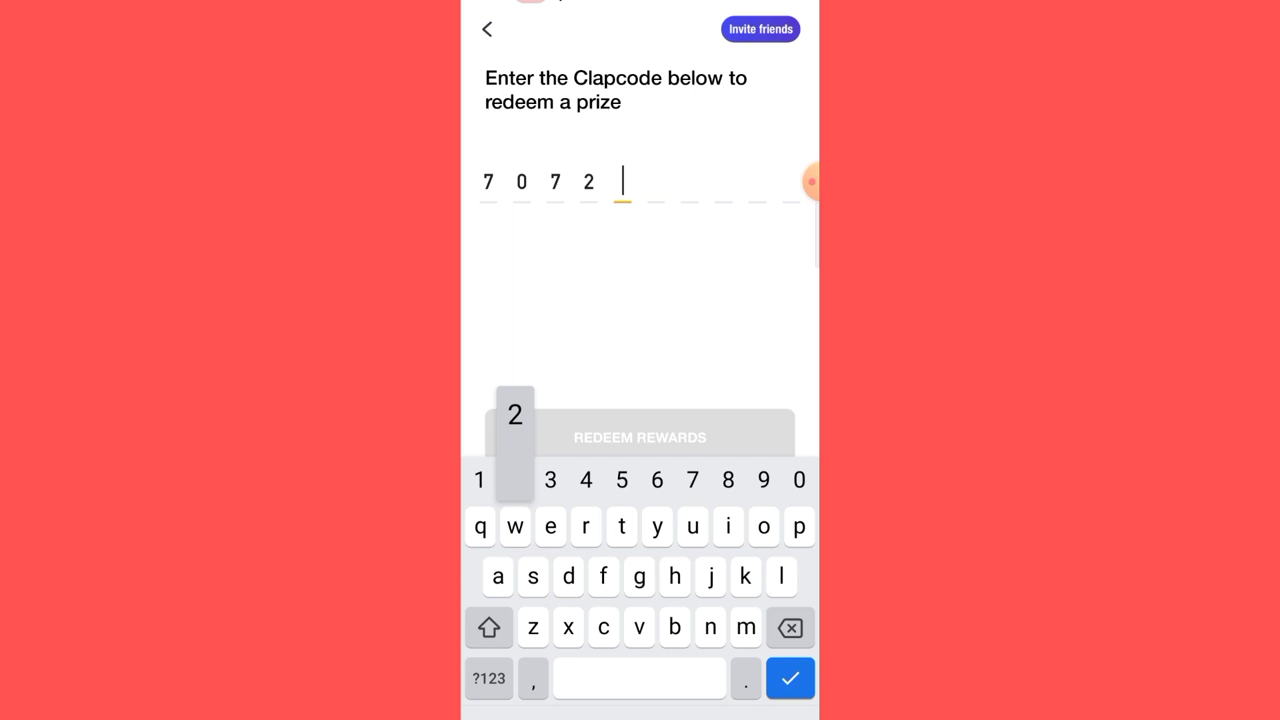 Invite friends
Enter the Clapcode below to
redeem a prize
7 0 7 2
2
REDEEM REWARDS
1 3 4 5 6 7 8 9 0
q w e r t y u i o p
a s d f g h j k l
z x c v b n m
?123 , .